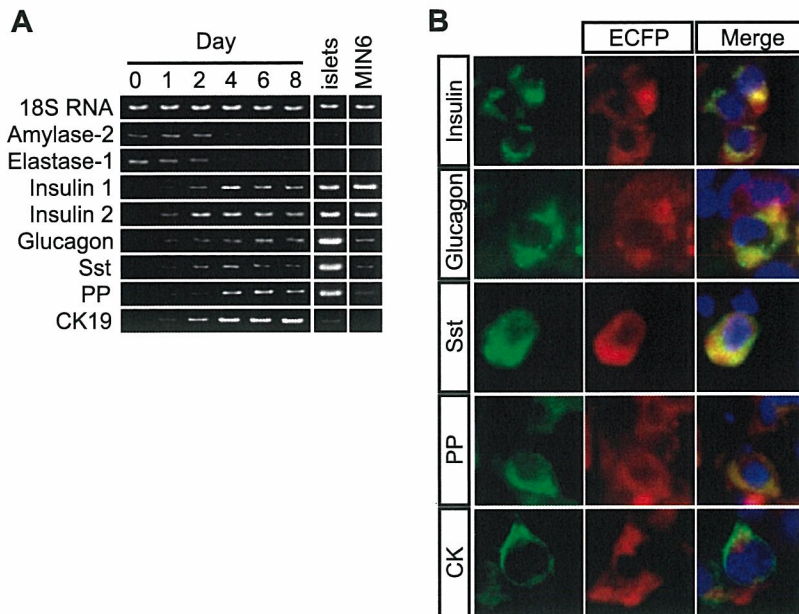 A
Day
0 1 2 4 6 8 islets MIN6
18S RNA
Amylase-2
Elastase-1
Insulin 1
Insulin 2
Glucagon
Sst
PP
CK19
B
ECFP Merge
Insulin
Glucagon
Sst
PP
CK